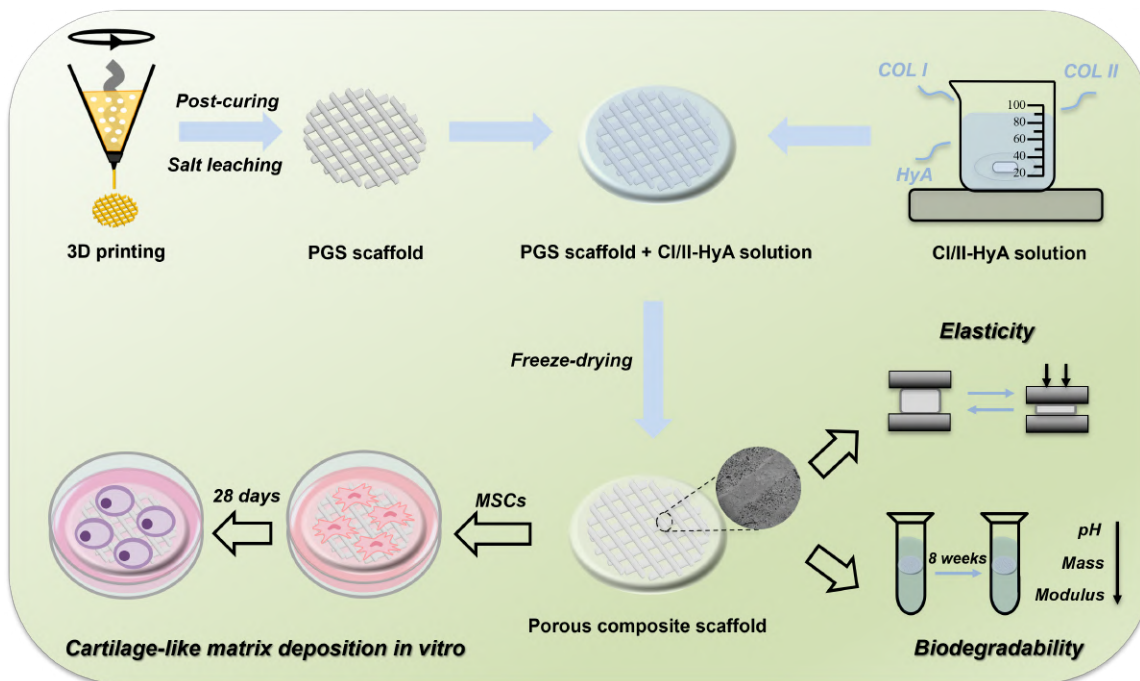 Post-curing
Salt leaching
3D printing
PGS scaffold
PGS scaffold + CI/II-HyA solution
COL I
COL II
HyA
100
80
60
40
20
CI/II-HyA solution
Freeze-drying
Elasticity
28 days
MSCs
Cartilage-like matrix deposition in vitro
Porous composite scaffold
8 weeks
pH
Mass
Modulus
Biodegradability